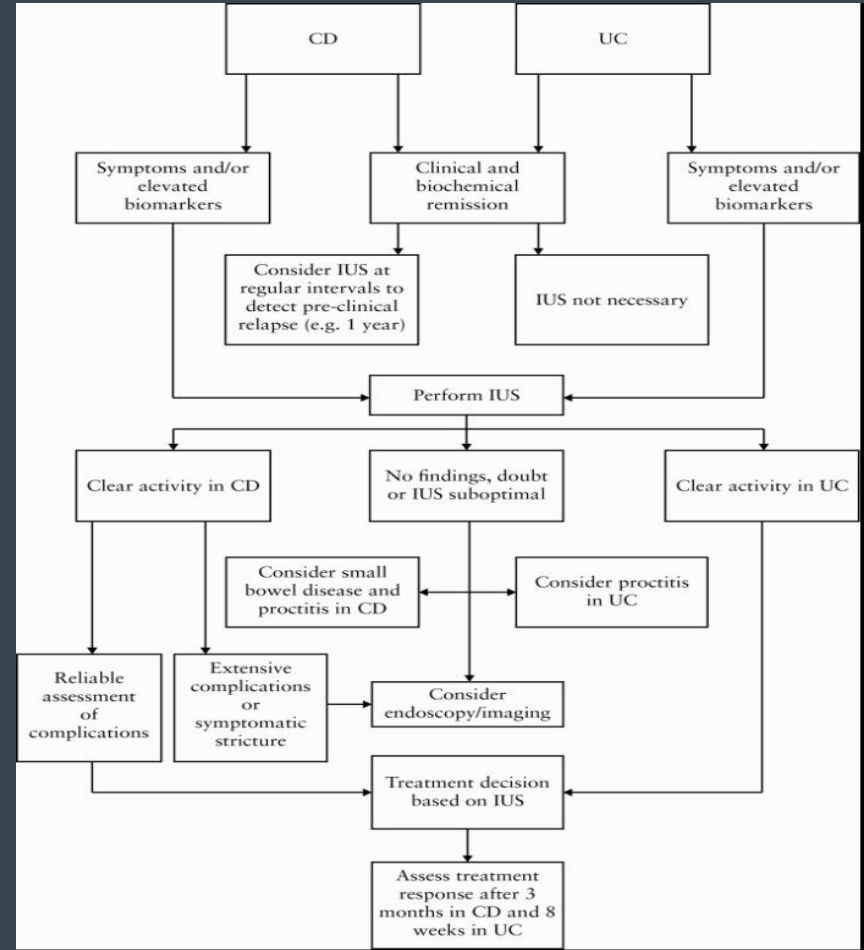 CD
UC
Symptoms and/or
elevated
biomarkers
Clinical and
biochemical
remission
Symptoms and/or
elevated
biomarkers
Consider IUS at
regular intervals to
detect pre-clinical
relapse (e.g. 1 year)
IUS not necessary
Perform IUS
Clear activity in CD
No findings, doubt
or IUS suboptimal
Clear activity in UC
Consider small
bowel disease and
proctitis in CD
Consider proctitis
in UC
Reliable
assessment
of
complications
Extensive
complications
or
symptomatic
stricture
Consider
endoscopy/imaging
Treatment decision
based on IUS
Assess treatment
response after 3
months in CD and 8
weeks in UC